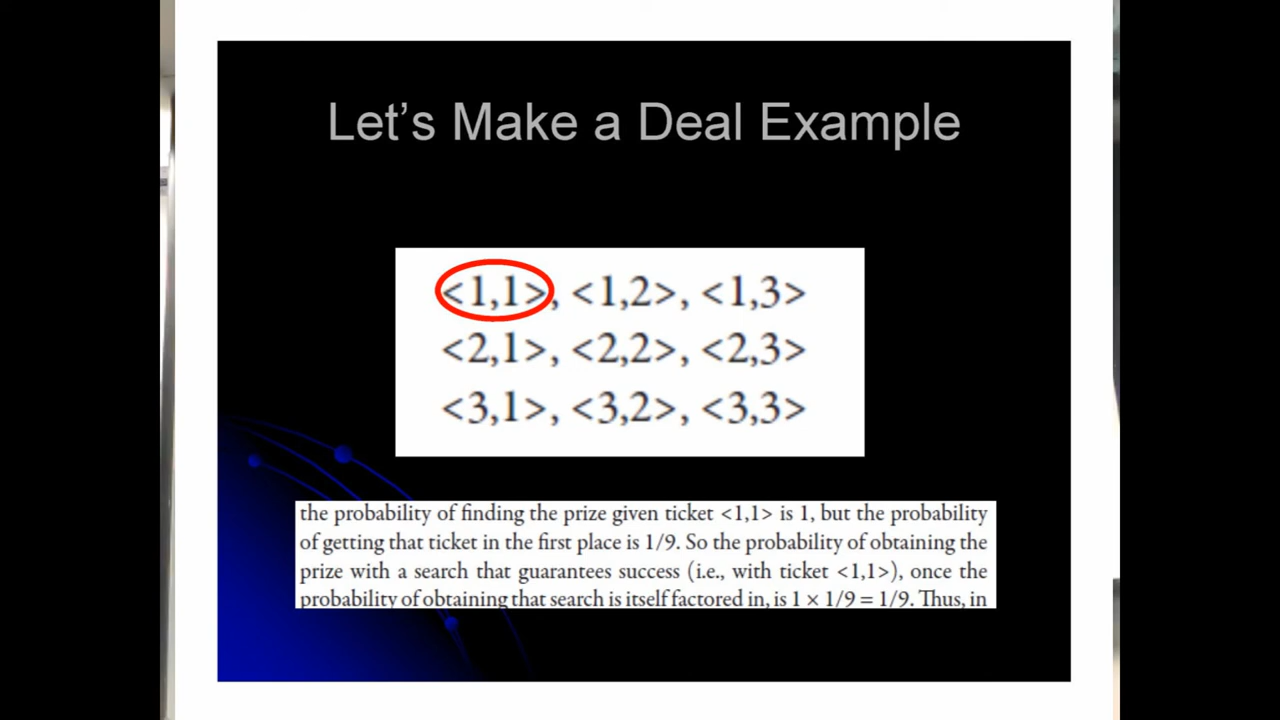 Let's Make a Deal Example
<1,1>, <1,2>, <1,3>
<2,1>, <2,2>, <2,3>
<3,1>, <3,2>, <3,3>
the probability of finding the prize given ticket <1,1> is 1, but the probability
of getting that ticket in the first place is 1/9. So the probability of obtaining the
prize with a search that guarantees success (i.e., with ticket <1,1>), once the
probability of obtaining that search is itself factored in, is 1 × 1/9 = 1/9. Thus, in